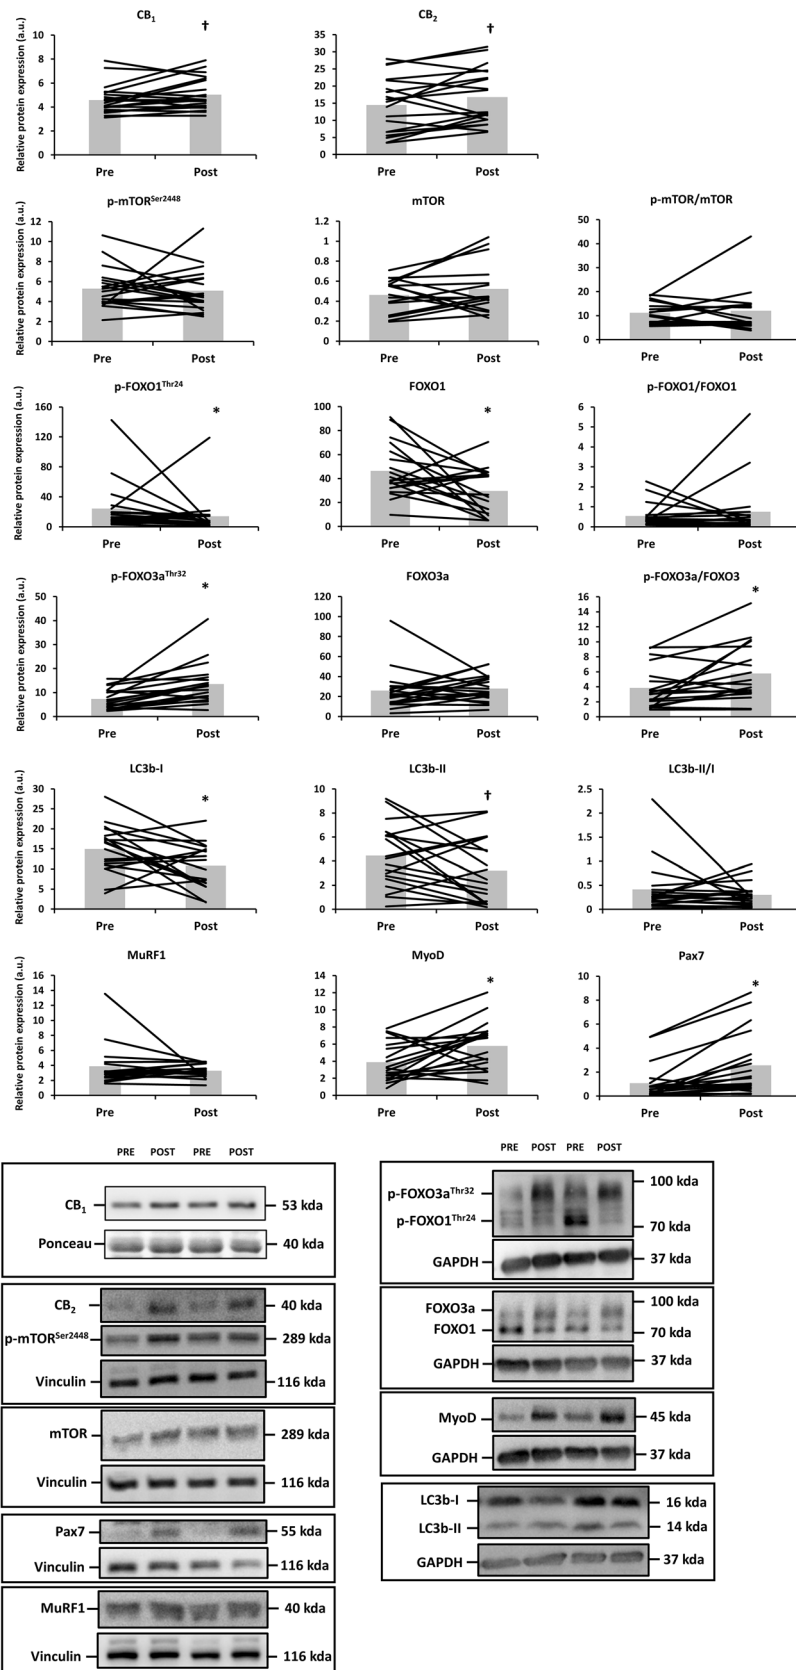 CB1
†
CB2
†
Relative protein expression (a.u.)
10
8
6
4
2
0
Pre
Post
35
30
25
20
15
10
5
0
Pre
Post
p-mTORSer2448
mTOR
p-mTOR/mTOR
Relative protein expression (a.u.)
12
10
8
6
4
2
0
Pre
Post
1.2
1
0.8
0.6
0.4
0.2
0
Pre
Post
50
40
30
20
10
0
Pre
Post
p-FOXO1Thr24
*
FOXO1
*
p-FOXO1/FOXO1
Relative protein expression (a.u.)
160
120
80
40
0
Pre
Post
100
80
60
40
20
0
Pre
Post
6
5
4
3
2
1
0
Pre
Post
p-FOXO3aThr32
*
FOXO3a
p-FOXO3a/FOXO3
*
Relative protein expression (a.u.)
50
40
30
20
10
0
Pre
Post
120
100
80
60
40
20
0
Pre
Post
16
14
12
10
8
6
4
2
0
Pre
Post
LC3b-I
*
LC3b-II
†
LC3b-II/I
Relative protein expression (a.u.)
30
25
20
15
10
5
0
Pre
Post
10
8
6
4
2
0
Pre
Post
2.5
2
1.5
1
0.5
0
Pre
Post
MuRF1
MyoD
*
Pax7
*
Relative protein expression (a.u.)
16
14
12
10
8
6
4
2
0
Pre
Post
14
12
10
8
6
4
2
0
Pre
Post
10
8
6
4
2
0
Pre
Post
PRE POST PRE POST
CB1 53 kda
Ponceau 40 kda
CB2 40 kda
p-mTORSer2448 289 kda
Vinculin 116 kda
mTOR 289 kda
Vinculin 116 kda
Pax7 55 kda
Vinculin 116 kda
MuRF1 40 kda
Vinculin 116 kda
PRE POST PRE POST
p-FOXO3aThr32 100 kda
p-FOXO1Thr24 70 kda
GAPDH 37 kda
FOXO3a 100 kda
FOXO1 70 kda
GAPDH 37 kda
MyoD 45 kda
GAPDH 37 kda
LC3b-I 16 kda
LC3b-II 14 kda
GAPDH 37 kda